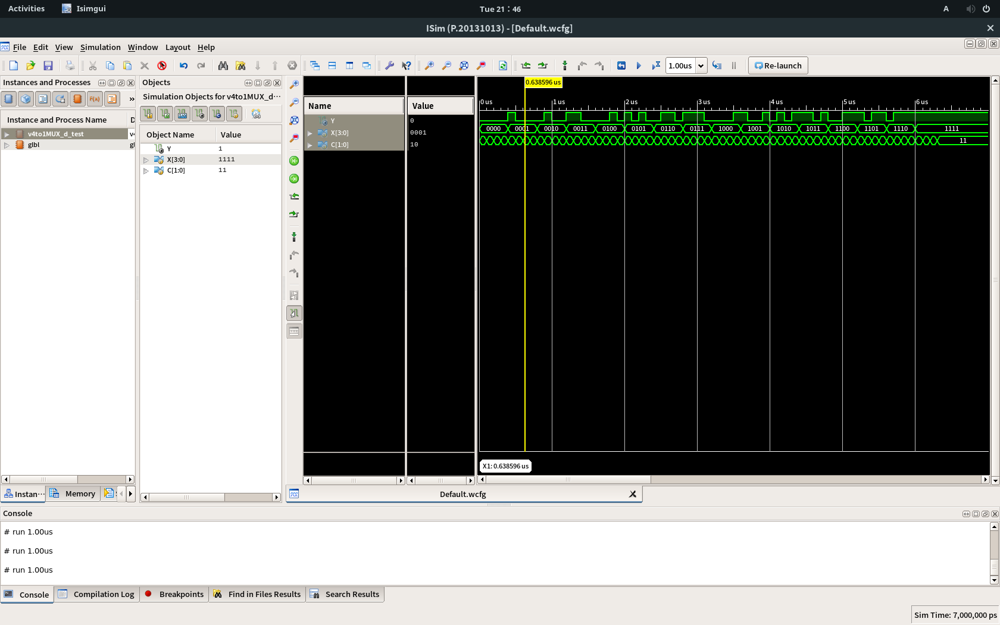 Activities Isimgui Tue 21：46 A
ISim (P.20131013) - [Default.wcfg]
File Edit View Simulation Window Layout Help
1.00us Re-launch
Instances and Processes
F(x) »
Instance and Process Name D
v4to1MUX_d_test v4
glbl gl
Instan··· Memory S
Objects
Simulation Objects for v4to1MUX_d···
Object Name Value
Y 1
X[3:0] 1111
C[1:0] 11
Name Value
Y 0
X[3:0] 0001
C[1:0] 10
0.638596 us
0 us 1 us 2 us 3 us 4 us 5 us 6 us
0000 0001 0010 0011 0100 0101 0110 0111 1000 1001 1010 1011 1100 1101 1110 1111
11
X1: 0.638596 us
Default.wcfg
Console
# run 1.00us
# run 1.00us
# run 1.00us
Console Compilation Log Breakpoints Find in Files Results Search Results
Sim Time: 7,000,000 ps